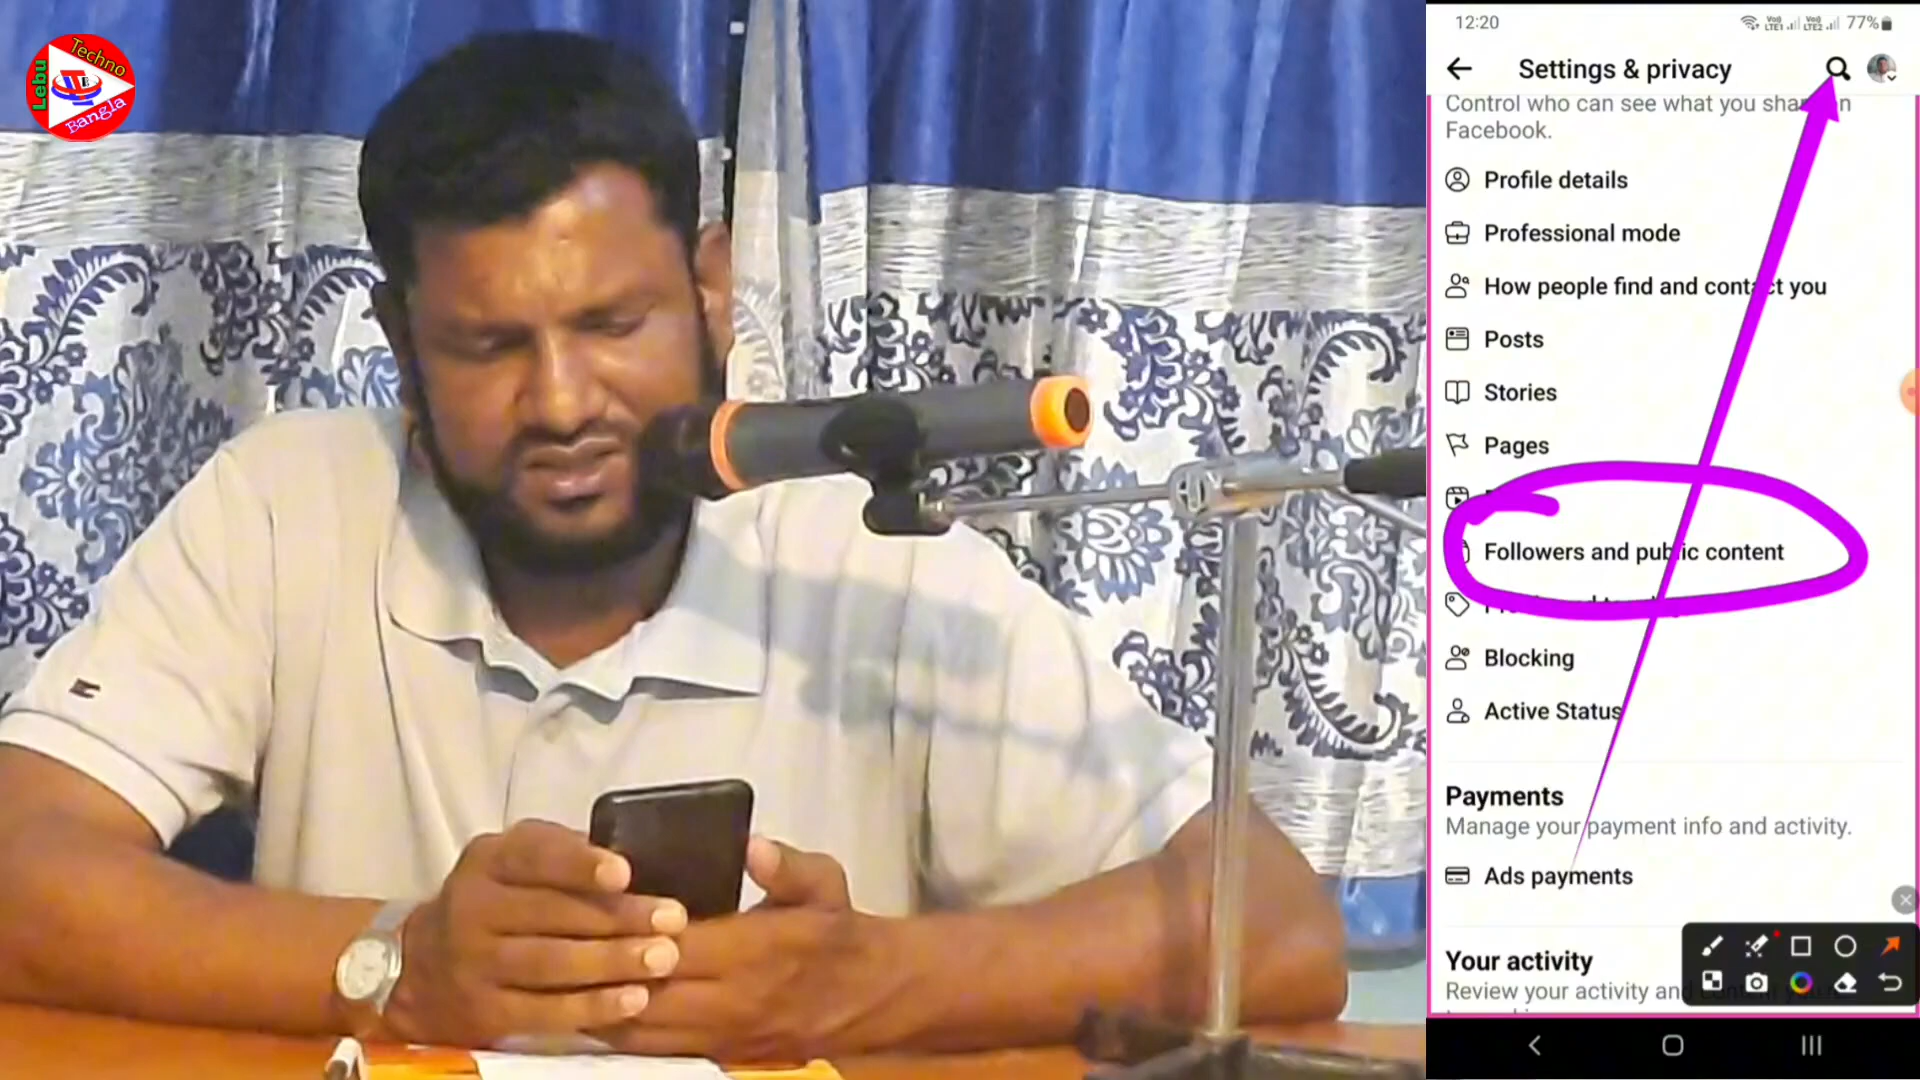 Lebu
Techno
Bangla
12:20
77%
Settings & privacy
Control who can see what you share on
Facebook.
Profile details
Professional mode
How people find and contact you
Posts
Stories
Pages
Followers and public content
Blocking
Active Status
Payments
Manage your payment info and activity.
Ads payments
Your activity
Review your activity and